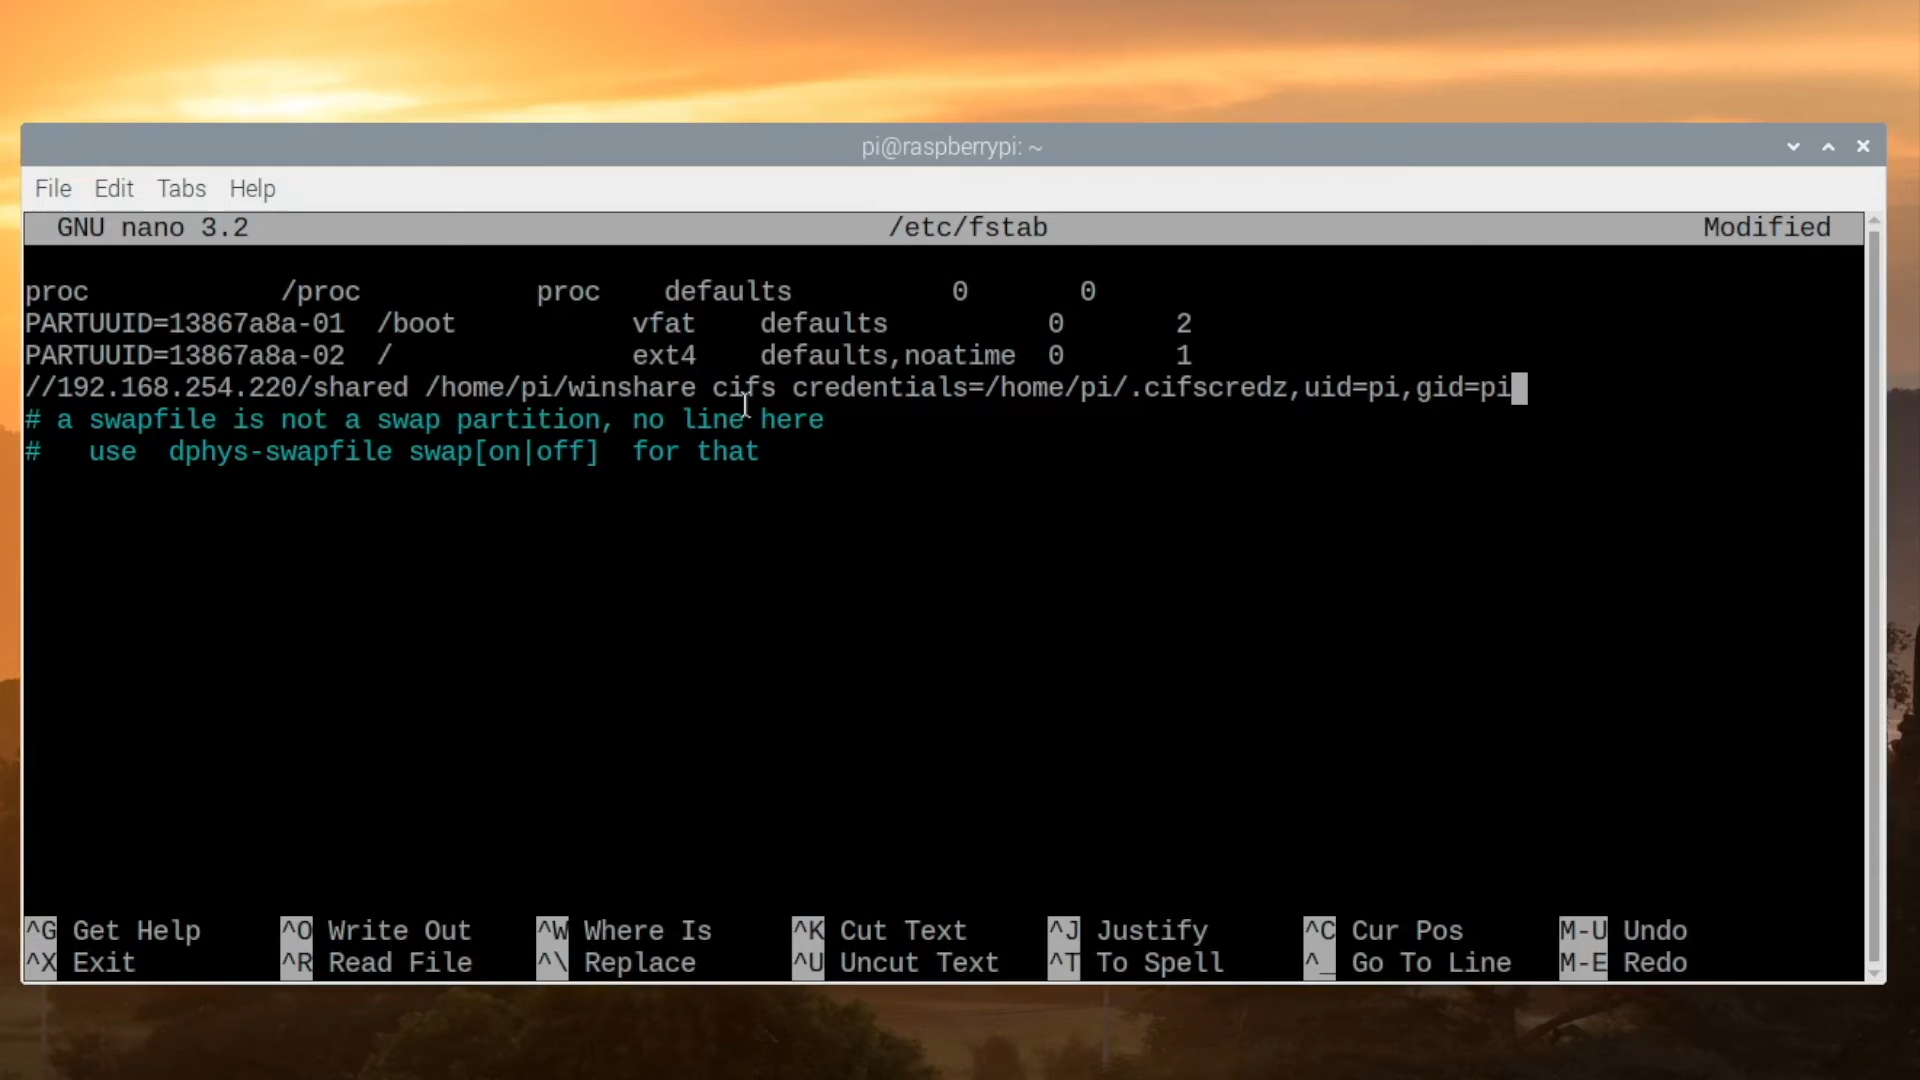 pi@raspberrypi: ~
File Edit Tabs Help
GNU nano 3.2 /etc/fstab Modified
proc /proc proc defaults 0 0
PARTUUID=13867a8a-01 /boot vfat defaults 0 2
PARTUUID=13867a8a-02 / ext4 defaults,noatime 0 1
//192.168.254.220/shared /home/pi/winshare cifs credentials=/home/pi/.cifscredz,uid=pi,gid=pi
# a swapfile is not a swap partition, no line here
# use dphys-swapfile swap[on|off] for that
^G Get Help ^O Write Out ^W Where Is ^K Cut Text ^J Justify ^C Cur Pos M-U Undo
^X Exit ^R Read File ^\ Replace ^U Uncut Text ^T To Spell ^_ Go To Line M-E Redo